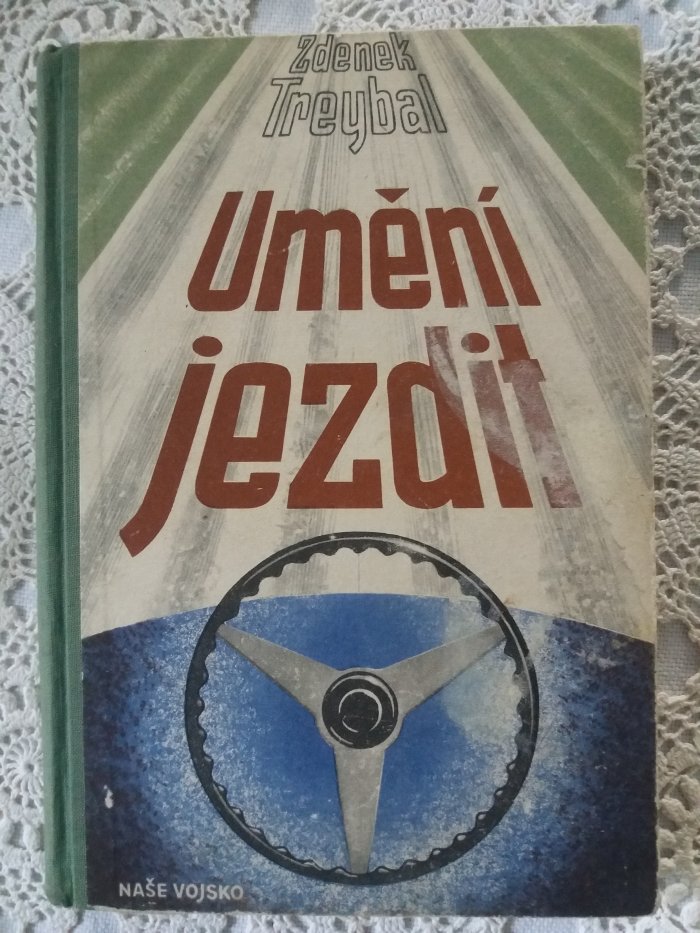 Zdenek
Treybal
Umění
jezdit
NAŠE VOJSKO